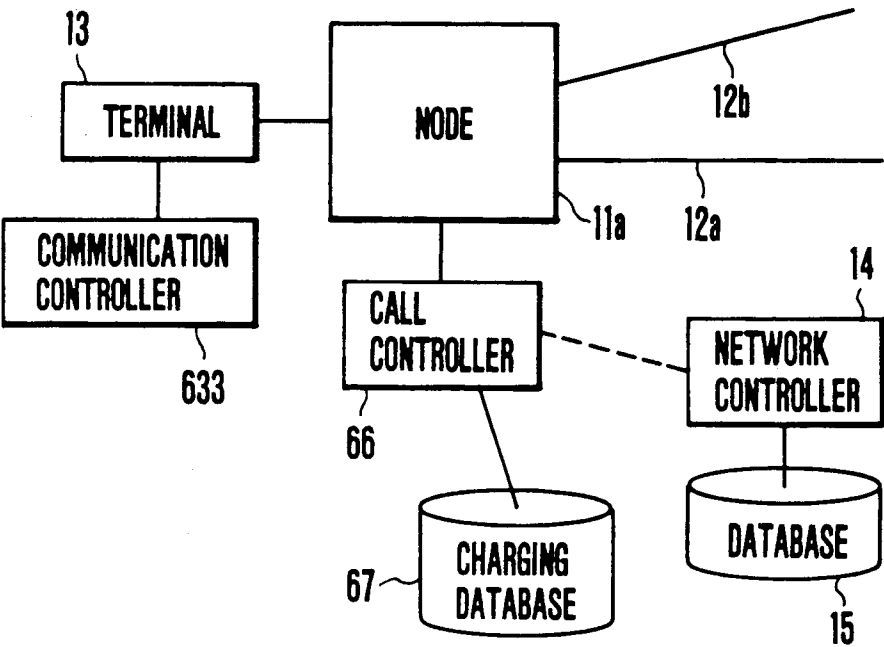 13
TERMINAL
NODE
12b
12a
11a
COMMUNICATION
CONTROLLER
633
CALL
CONTROLLER
66
14
NETWORK
CONTROLLER
CHARGING
DATABASE
67
DATABASE
15